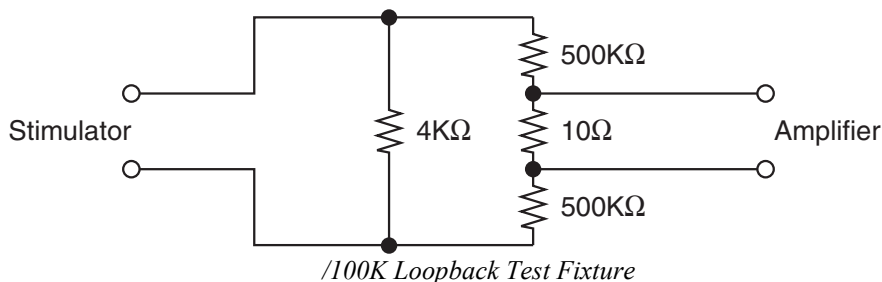 500KΩ
Stimulator
4KΩ
10Ω
Amplifier
500KΩ
/100K Loopback Test Fixture